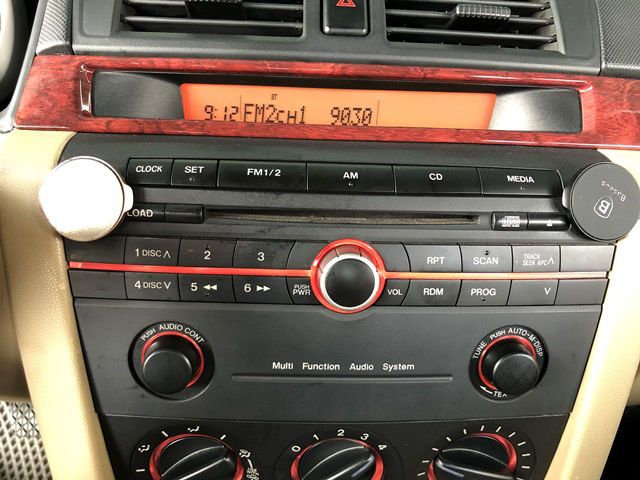 ST
9:12 FM2CH1 9030
CLOCK SET FM1/2 AM CD MEDIA
LOAD
B
Baseus
1 DISC ∧ 2 3 RPT SCAN TRACK SEEK APC ∧
4 DISC ∨ 5 ◀◀ 6 ▶▶ PUSH PWR VOL RDM PROG ∨
PUSH AUDIO CONT
PUSH AUTO-M DISP
TUNE
Multi Function Audio System
0 1 2 3 4